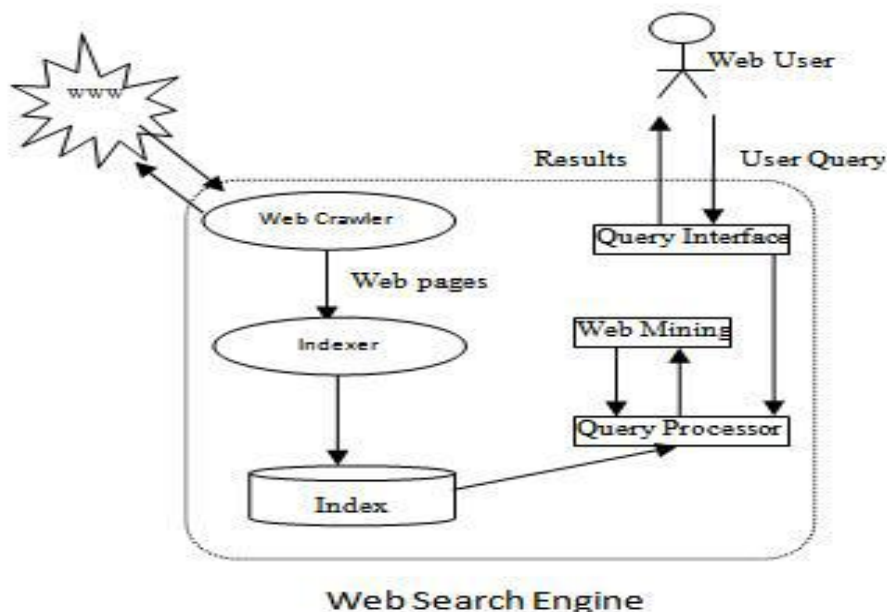 WWW
Web User
Results
User Query
Web Crawler
Query Interface
Web pages
Web Mining
Indexer
Query Processor
Index
Web Search Engine